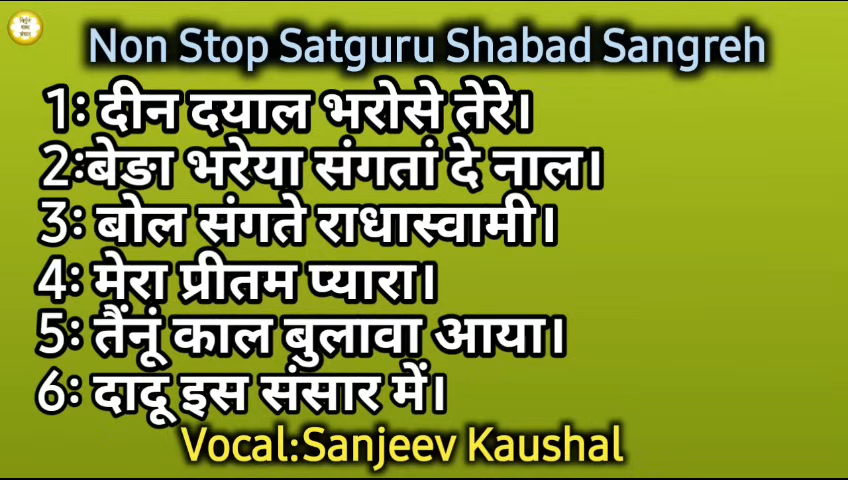 निर्गुण
शब्द
Non Stop Satguru Shabad Sangreh
1ः दीन दयाल भरोसे तेरे।
2ःबेङा भरेया संगतां दे नाल।
3ः बोल संगते राधास्वामी।
4ः मेरा प्रीतम प्यारा।
5ः तैंनूं काल बुलावा आया।
6ः दादू इस संसार में।
Vocal:Sanjeev Kaushal